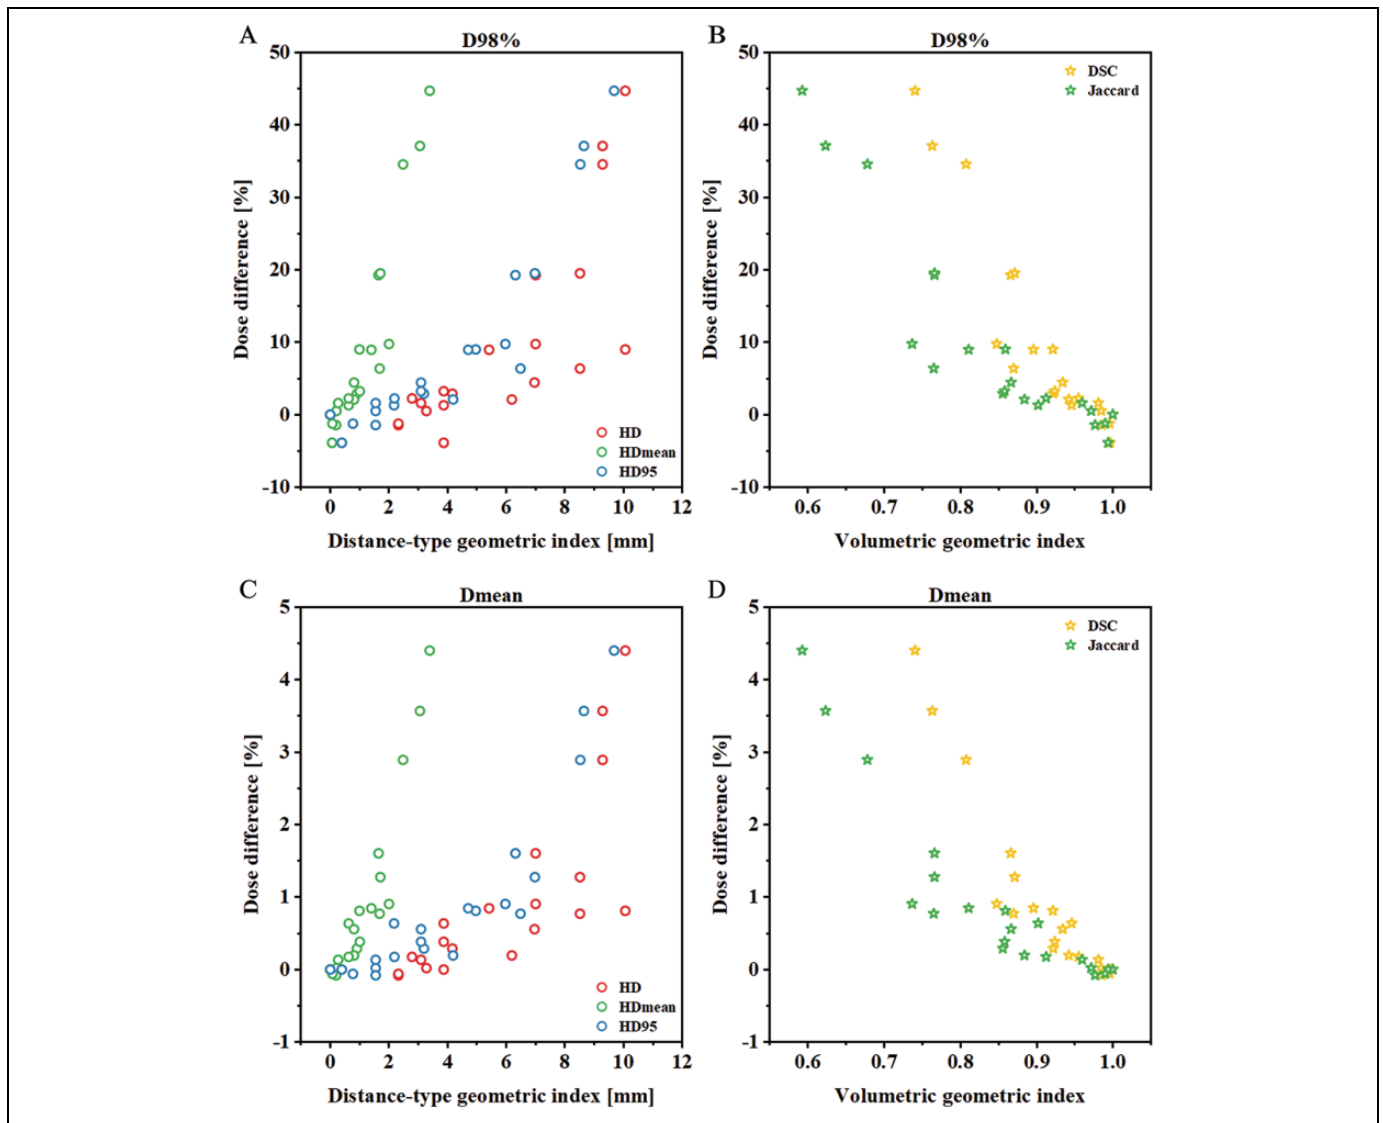 A
D98%
50
40
30
20
10
0
-10
Dose difference [%]
HD
HDmean
HD95
0 2 4 6 8 10 12
Distance-type geometric index [mm]
B
D98%
50
40
30
20
10
0
-10
Dose difference [%]
DSC
Jaccard
0.6 0.7 0.8 0.9 1.0
Volumetric geometric index
C
Dmean
5
4
3
2
1
0
-1
Dose difference [%]
HD
HDmean
HD95
0 2 4 6 8 10 12
Distance-type geometric index [mm]
D
Dmean
5
4
3
2
1
0
-1
Dose difference [%]
DSC
Jaccard
0.6 0.7 0.8 0.9 1.0
Volumetric geometric index